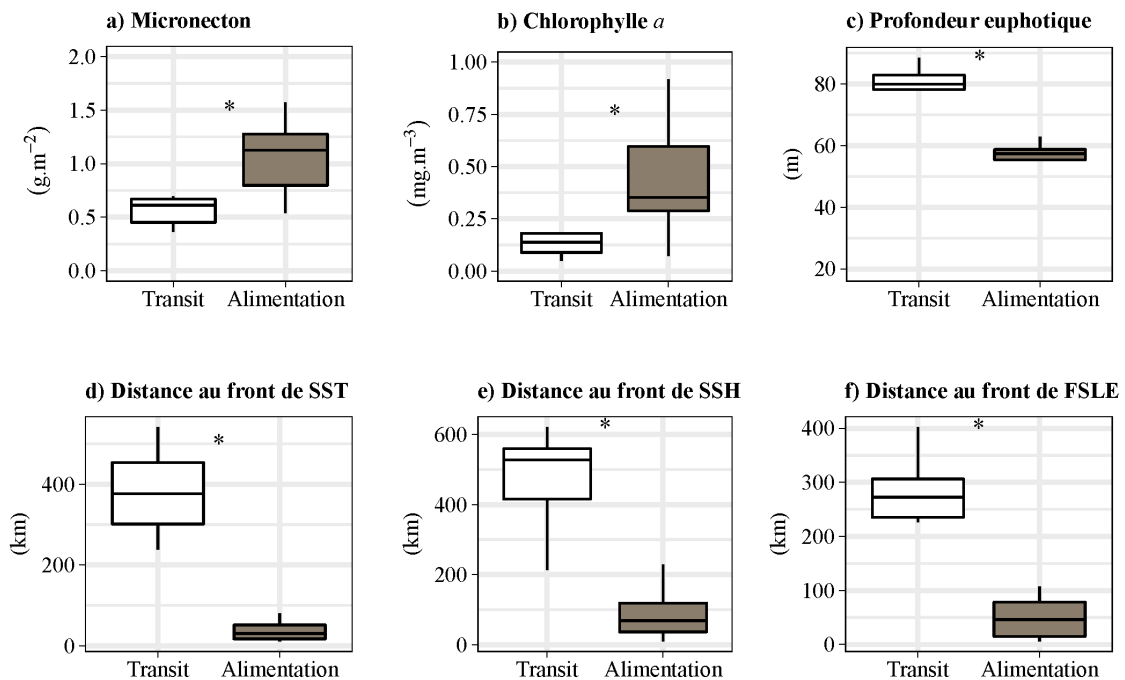 a) Micronecton
b) Chlorophylle a
c) Profondeur euphotique
2.0
1.5
1.0
0.5
0.0
(g.m⁻²)
*
Transit
Alimentation
1.00
0.75
0.50
0.25
0.00
(mg.m⁻³)
*
Transit
Alimentation
80
60
40
20
(m)
*
Transit
Alimentation
d) Distance au front de SST
e) Distance au front de SSH
f) Distance au front de FSLE
400
200
0
(km)
*
Transit
Alimentation
600
400
200
0
(km)
*
Transit
Alimentation
400
300
200
100
0
(km)
*
Transit
Alimentation